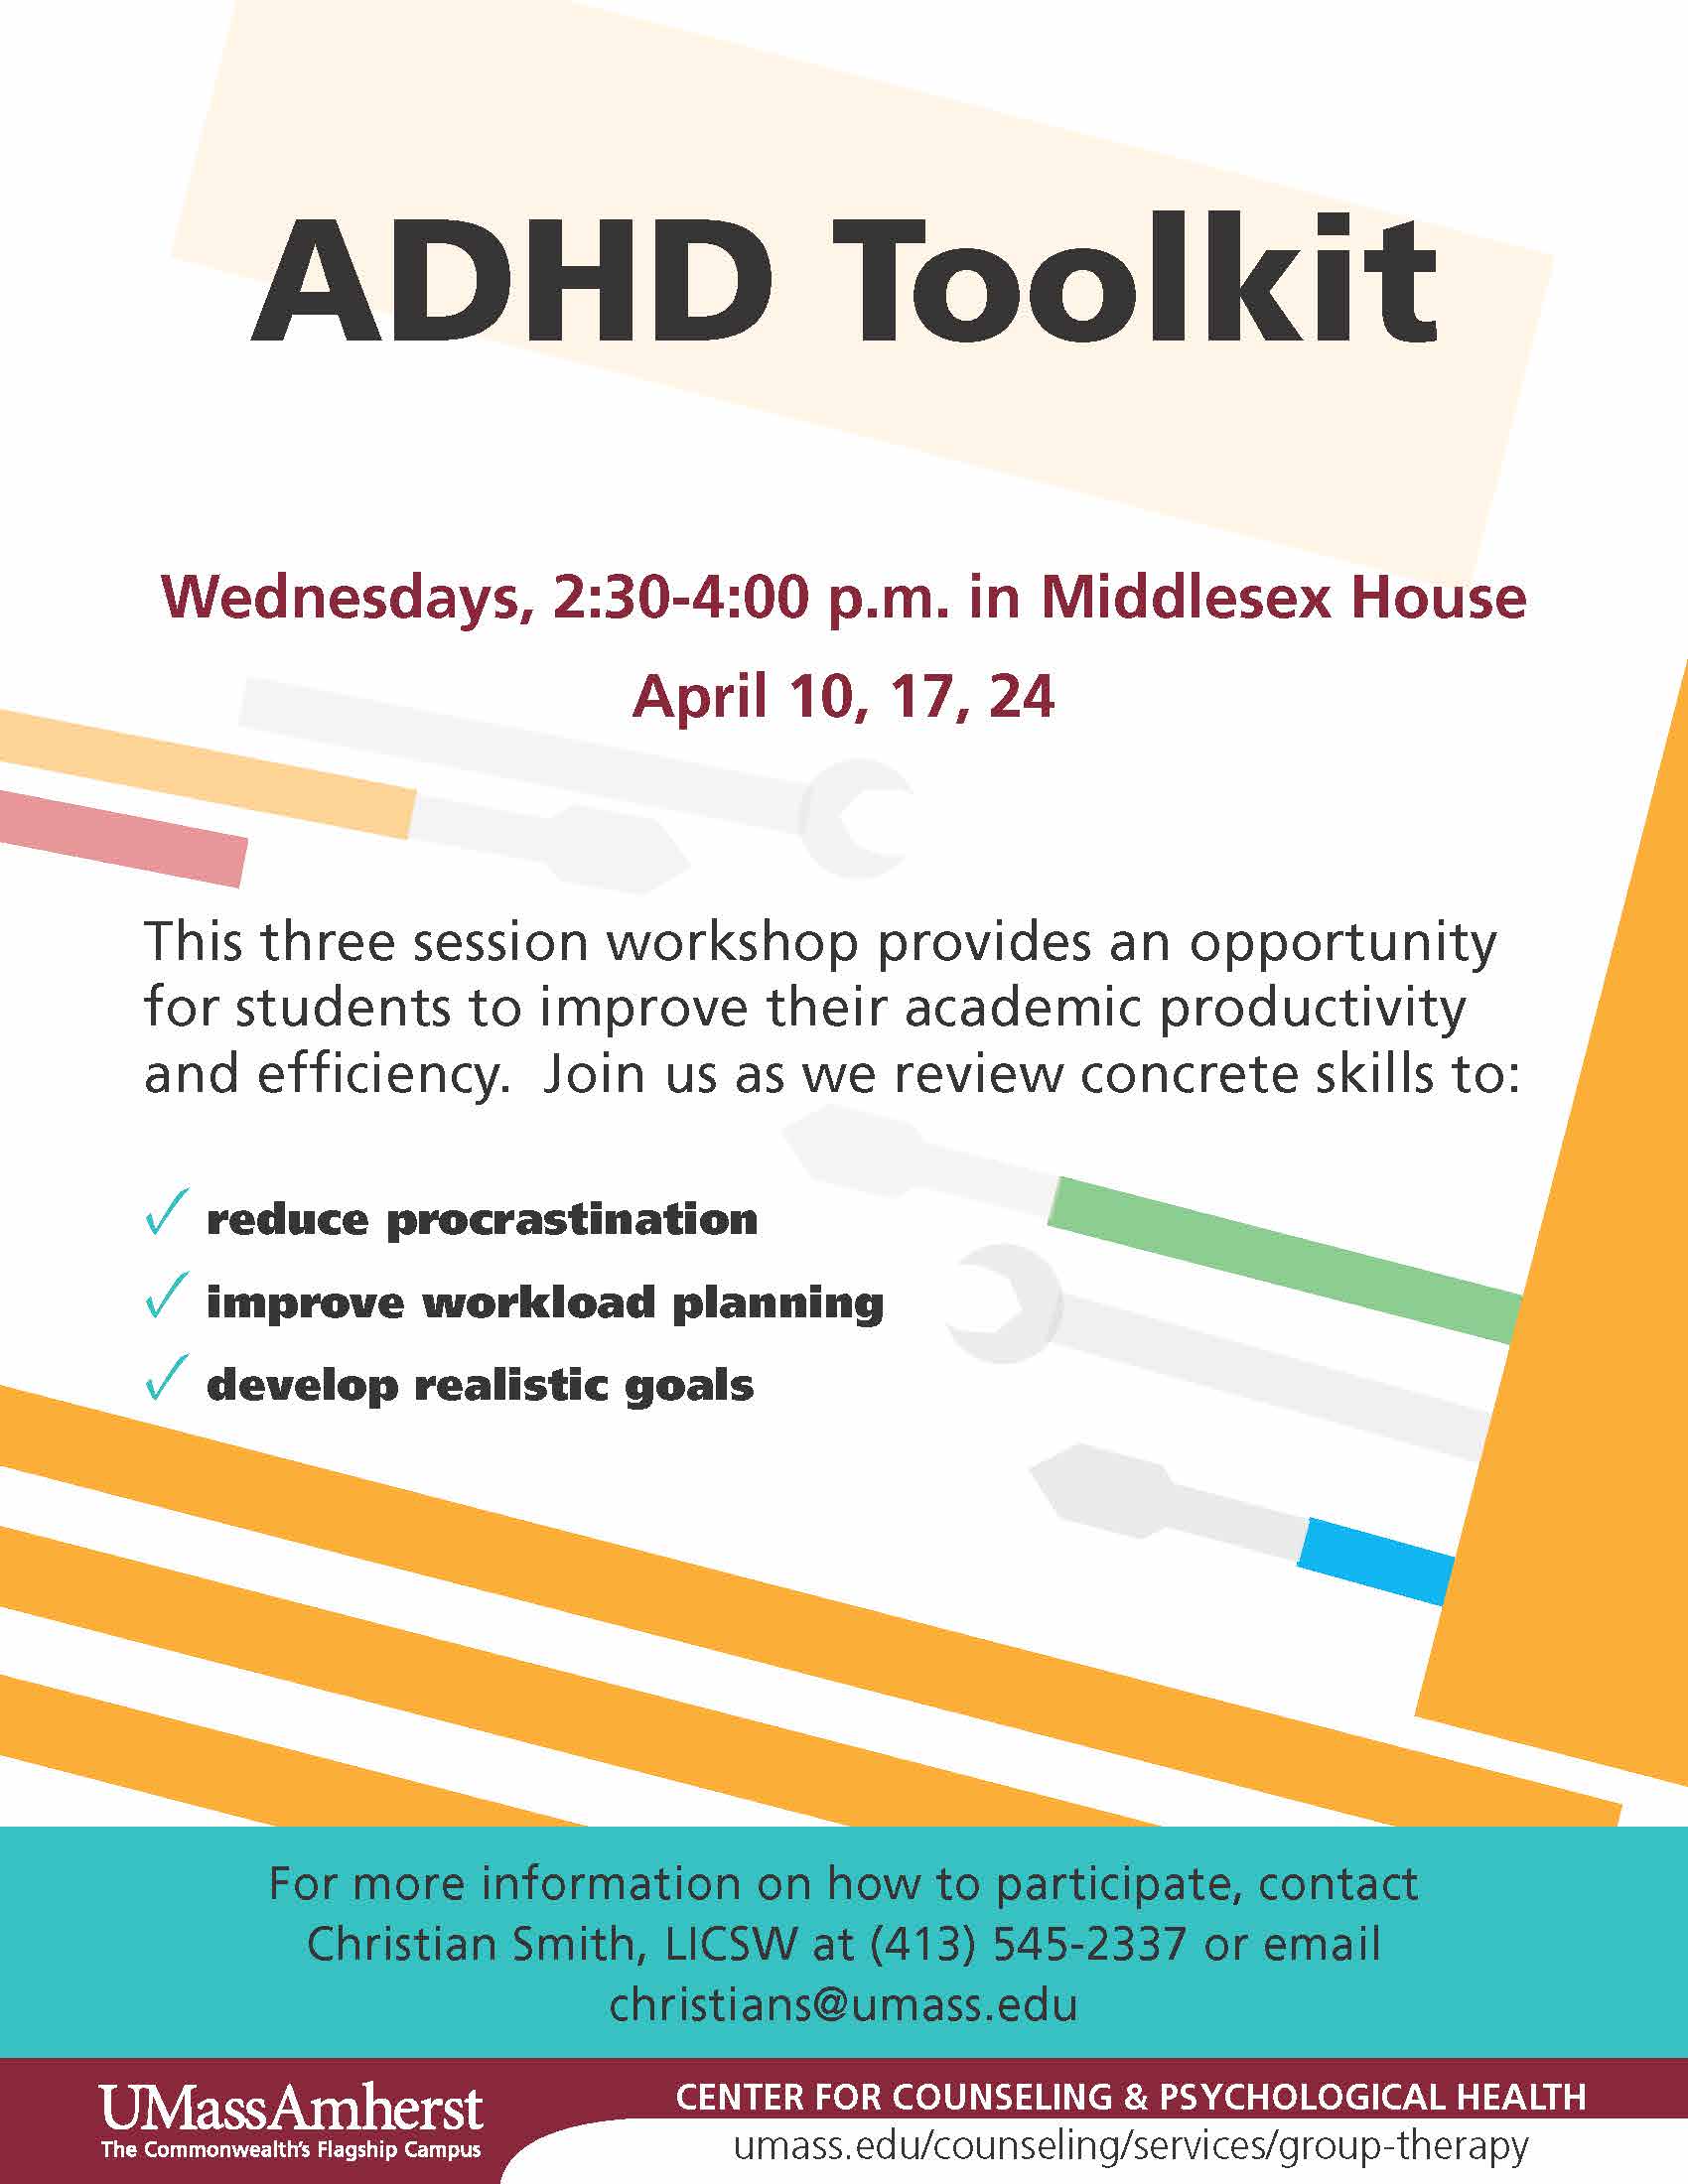 ADHD Toolkit
Wednesdays, 2:30-4:00 p.m. in Middlesex House
April 10, 17, 24
This three session workshop provides an opportunity
for students to improve their academic productivity
and efficiency. Join us as we review concrete skills to:
✓ reduce procrastination
✓ improve workload planning
✓ develop realistic goals
For more information on how to participate, contact
Christian Smith, LICSW at (413) 545-2337 or email
christians@umass.edu
UMassAmherst
The Commonwealth's Flagship Campus
CENTER FOR COUNSELING & PSYCHOLOGICAL HEALTH
umass.edu/counseling/services/group-therapy